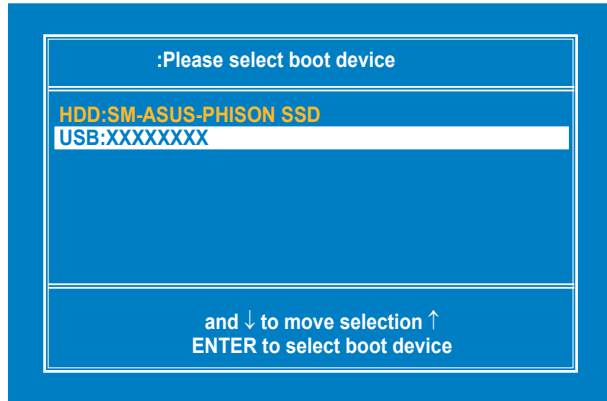 :Please select boot device
HDD:SM-ASUS-PHISON SSD
USB:XXXXXXXX
and ↓ to move selection ↑
ENTER to select boot device